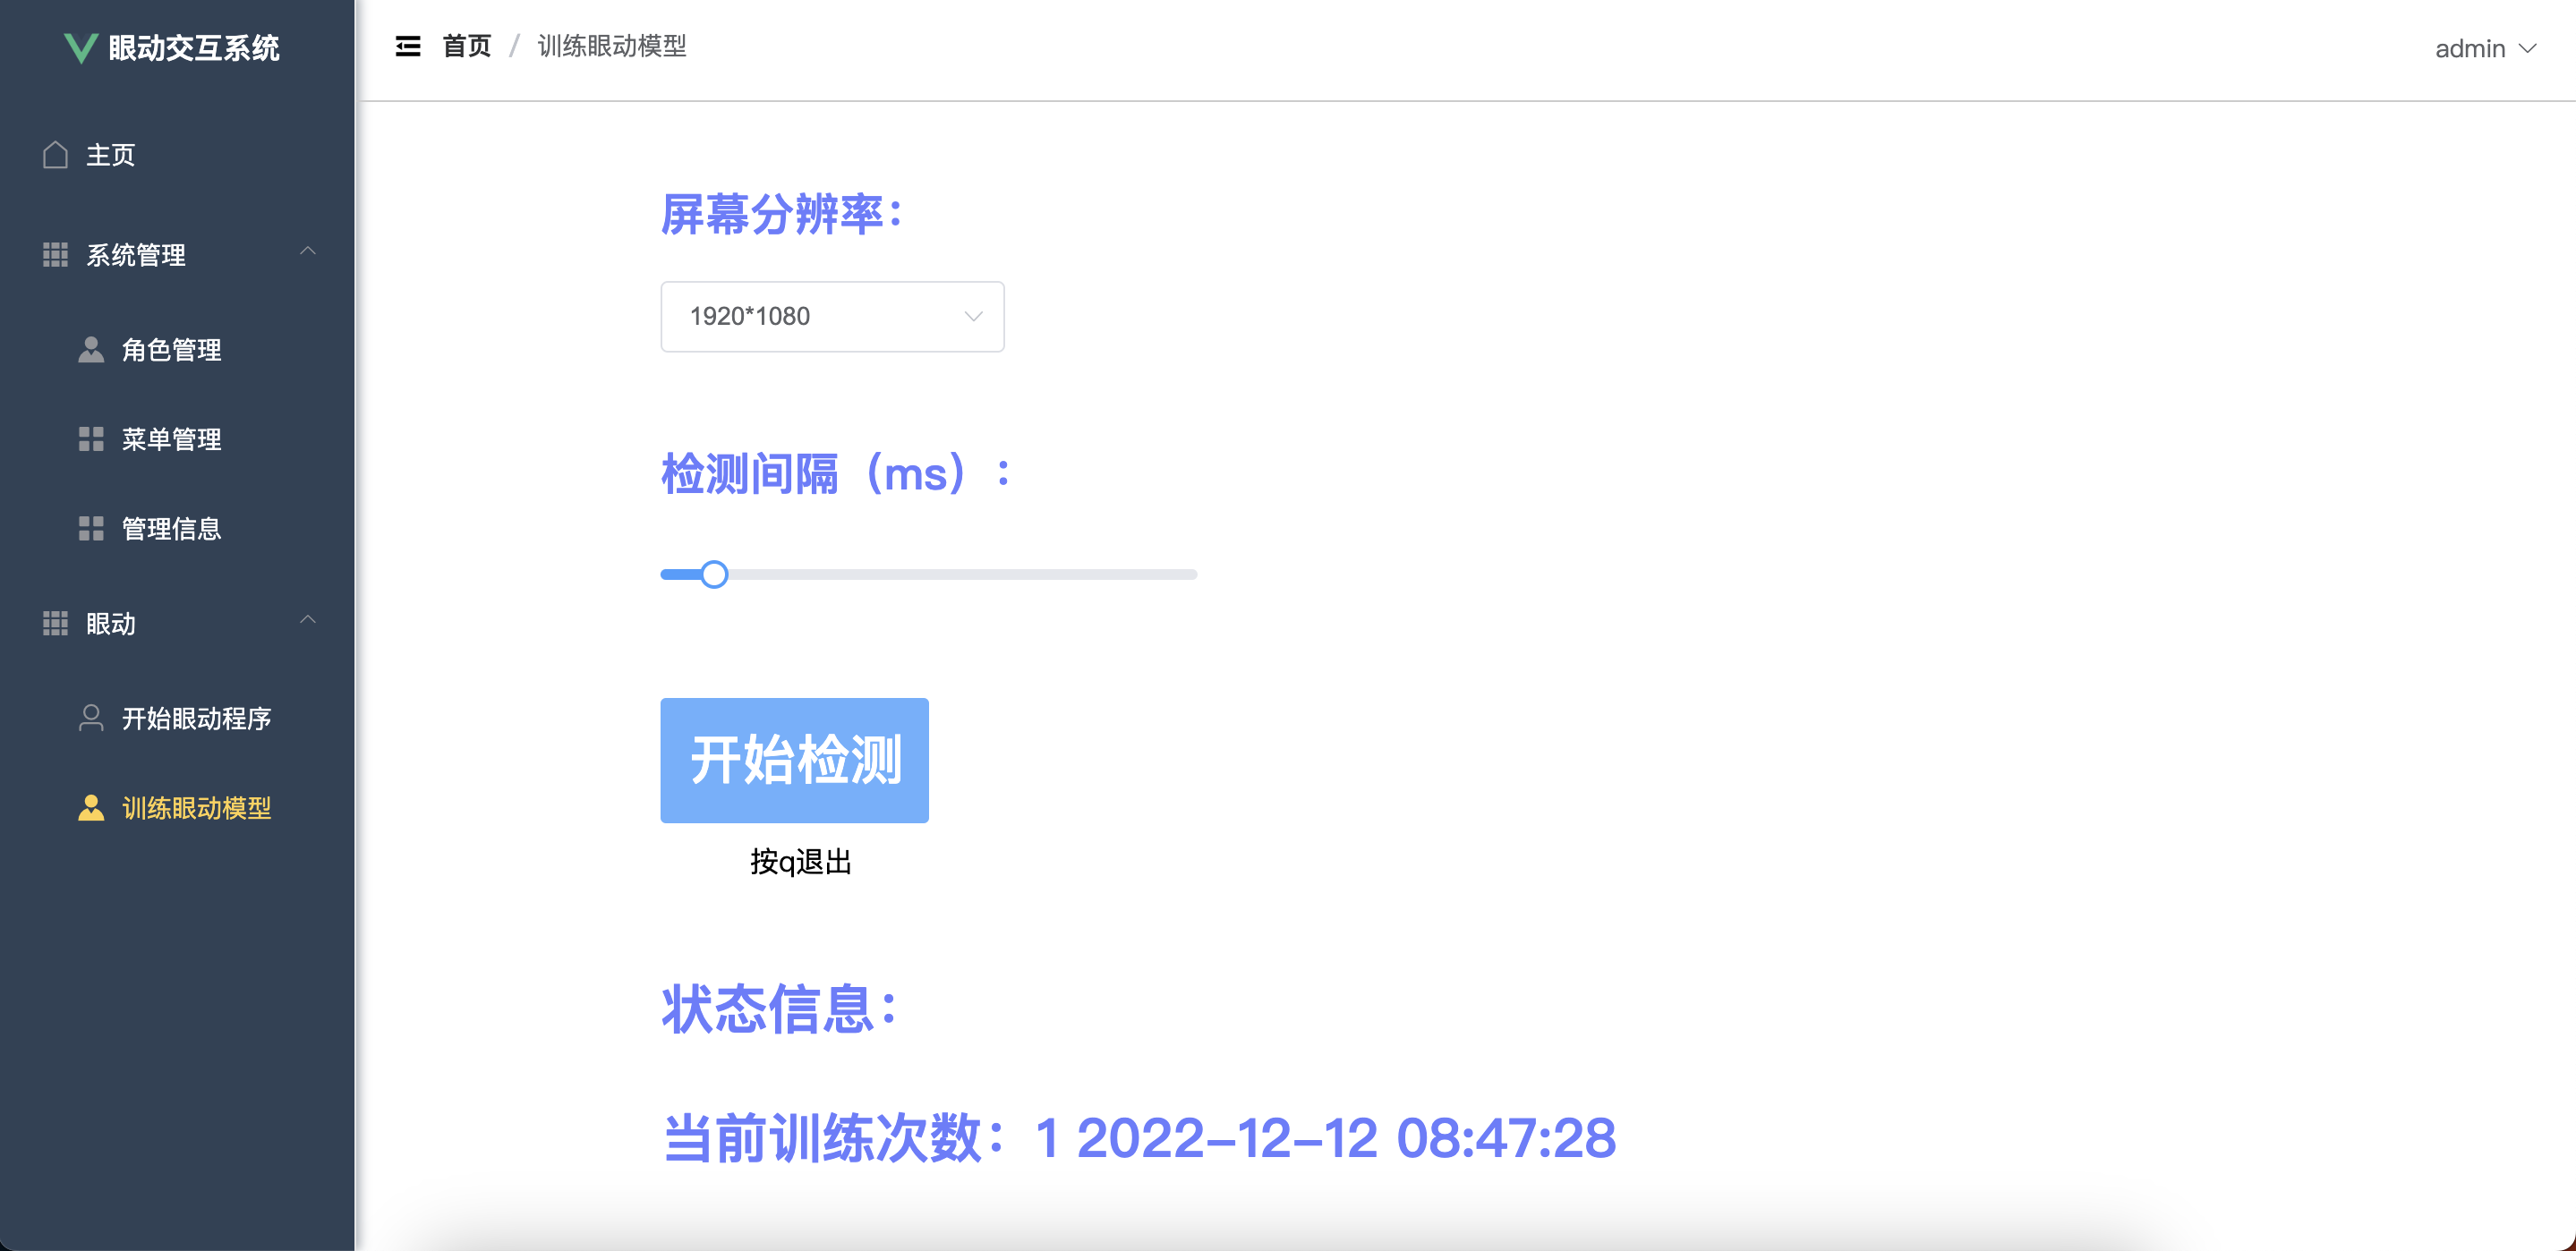 眼动交互系统
首页 / 训练眼动模型
admin
主页
系统管理
角色管理
菜单管理
管理信息
眼动
开始眼动程序
训练眼动模型
屏幕分辨率：
1920*1080
检测间隔（ms）：
开始检测
按q退出
状态信息：
当前训练次数：1 2022-12-12 08:47:28